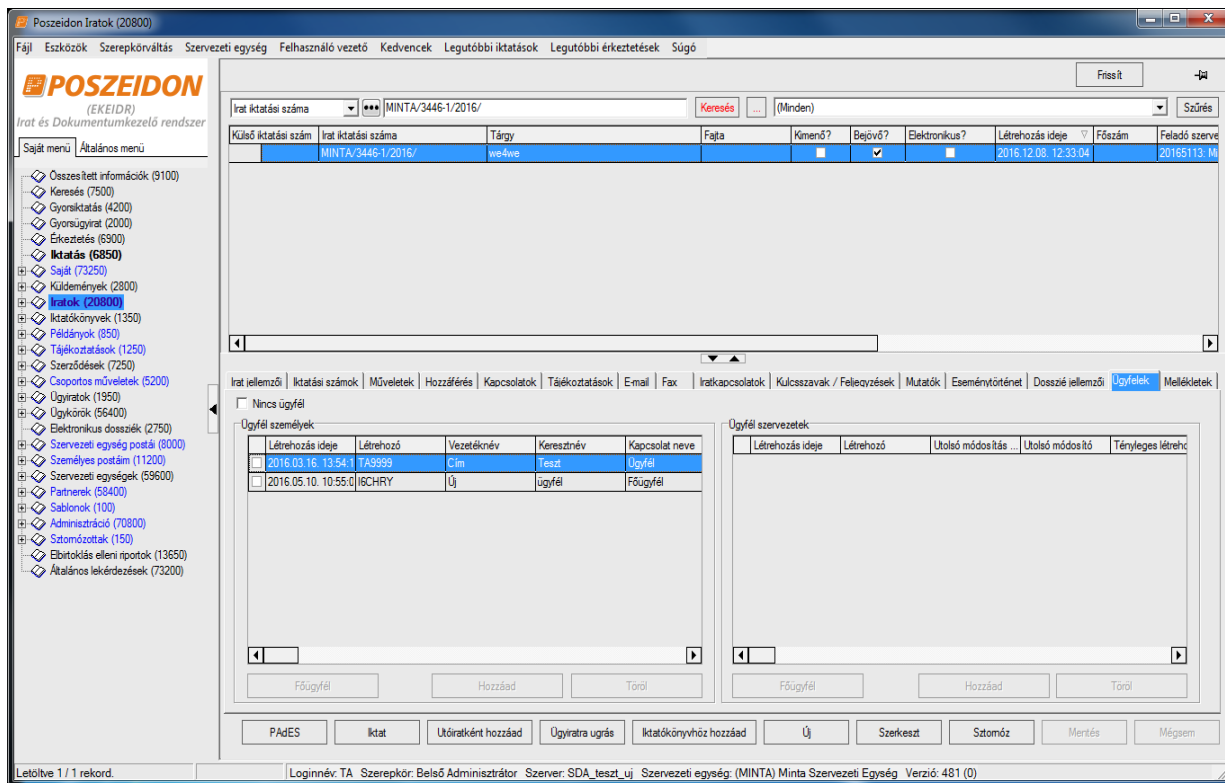 Poszeidon Iratok (20800)
Fájl Eszközök Szerepkörváltás Szervezeti egység Felhasználó vezető Kedvencek Legutóbbi iktatások Legutóbbi érkeztetések Súgó
POSZEIDON
(EKEIDR)
Irat és Dokumentumkezelő rendszer
Saját menü Általános menü
Összesített információk (9100)
Keresés (7500)
Gyorsiktatás (4200)
Gyorsügyirat (2000)
Érkeztetés (6900)
Iktatás (6850)
Saját (73250)
Küldemények (2800)
Iratok (20800)
Iktatókönyvek (1350)
Példányok (850)
Tájékoztatások (1250)
Szerződések (7250)
Csoportos műveletek (5200)
Ügyiratok (1950)
Ügykörök (56400)
Elektronikus dossziék (2750)
Szervezeti egység postái (8000)
Személyes postáim (11200)
Szervezeti egységek (59600)
Partnerek (58400)
Sablonok (100)
Adminisztráció (70800)
Sztornózottak (150)
Elbirtoklás elleni riportok (13650)
Általános lekérdezések (73200)
Frissít
Irat iktatási száma ••• MINTA/3446-1/2016/ Keresés ... (Minden) Szűrés
Külső iktatási szám Irat iktatási száma Tárgy Fajta Kimenő? Bejövő? Elektronikus? Létrehozás ideje Főszám Feladó szerve
MINTA/3446-1/2016/ we4we 2016.12.08. 12:33:04 20165113: Mi
Irat jellemzői Iktatási számok Műveletek Hozzáférés Kapcsolatok Tájékoztatások E-mail Fax Iratkapcsolatok Kulcsszavak / Feljegyzések Mutatók Eseménytörténet Dosszié jellemzői Ügyfelek Mellékletek
Nincs ügyfél
Ügyfél személyek
Létrehozás ideje Létrehozó Vezetéknév Keresztnév Kapcsolat neve
2016.03.16. 13:54:1 TA9999 Cím Teszt Ügyfél
2016.05.10. 10:55:0 I6CHRY Új ügyfél Főügyfél
Főügyfél Hozzáad Töröl
Ügyfél szervezetek
Létrehozás ideje Létrehozó Utolsó módosítás ... Utolsó módosító Tényleges létreho
Főügyfél Hozzáad Töröl
PAdES Iktat Utóiratként hozzáad Ügyiratra ugrás Iktatókönyvhöz hozzáad Új Szerkeszt Sztornóz Mentés Mégsem
Letöltve 1 / 1 rekord. Loginnév: TA Szerepkör: Belső Adminisztrátor Szerver: SDA_teszt_uj Szervezeti egység: (MINTA) Minta Szervezeti Egység Verzió: 481 (0)